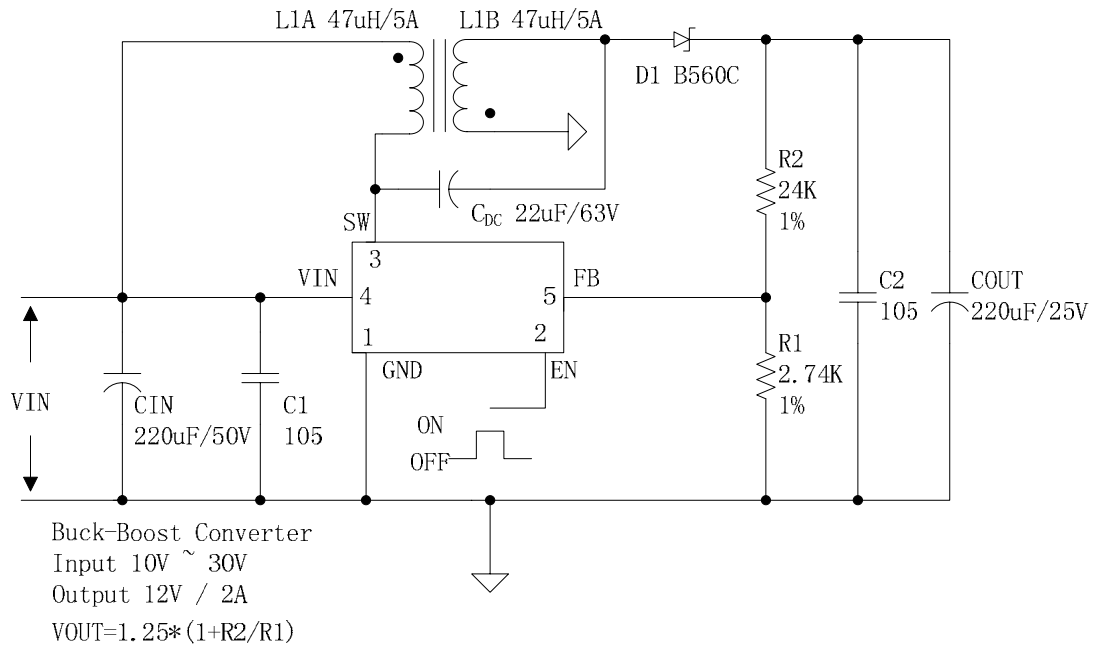 L1A 47uH/5A
L1B 47uH/5A
D1 B560C
R2
24K
1%
CDC 22uF/63V
SW
3
VIN
4
5
FB
1
2
GND
EN
C2
105
COUT
220uF/25V
R1
2.74K
1%
VIN
CIN
220uF/50V
C1
105
ON
OFF
Buck-Boost Converter
Input 10V ~ 30V
Output 12V / 2A
VOUT=1.25*(1+R2/R1)